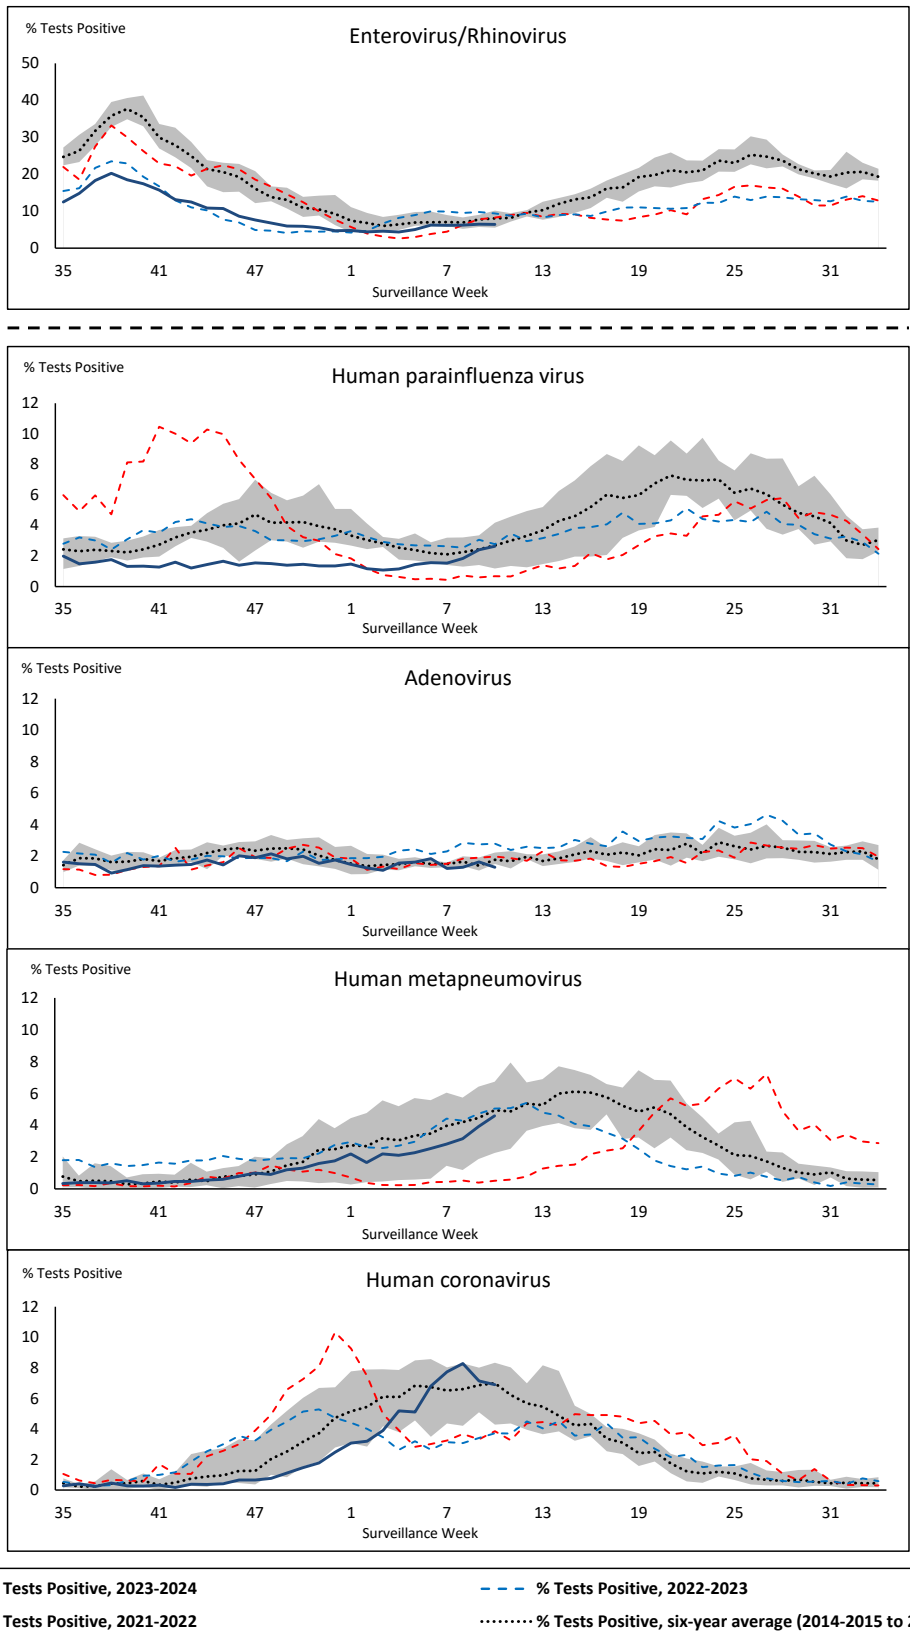 % Tests Positive
Enterovirus/Rhinovirus
50
40
30
20
10
0
35 41 47 1 7 13 19 25 31
Surveillance Week
% Tests Positive
Human parainfluenza virus
12
10
8
6
4
2
0
35 41 47 1 7 13 19 25 31
Surveillance Week
% Tests Positive
Adenovirus
12
10
8
6
4
2
0
35 41 47 1 7 13 19 25 31
Surveillance Week
% Tests Positive
Human metapneumovirus
12
10
8
6
4
2
0
35 41 47 1 7 13 19 25 31
Surveillance Week
% Tests Positive
Human coronavirus
12
10
8
6
4
2
0
35 41 47 1 7 13 19 25 31
Surveillance Week
Tests Positive, 2023-2024 % Tests Positive, 2022-2023
Tests Positive, 2021-2022 % Tests Positive, six-year average (2014-2015 to